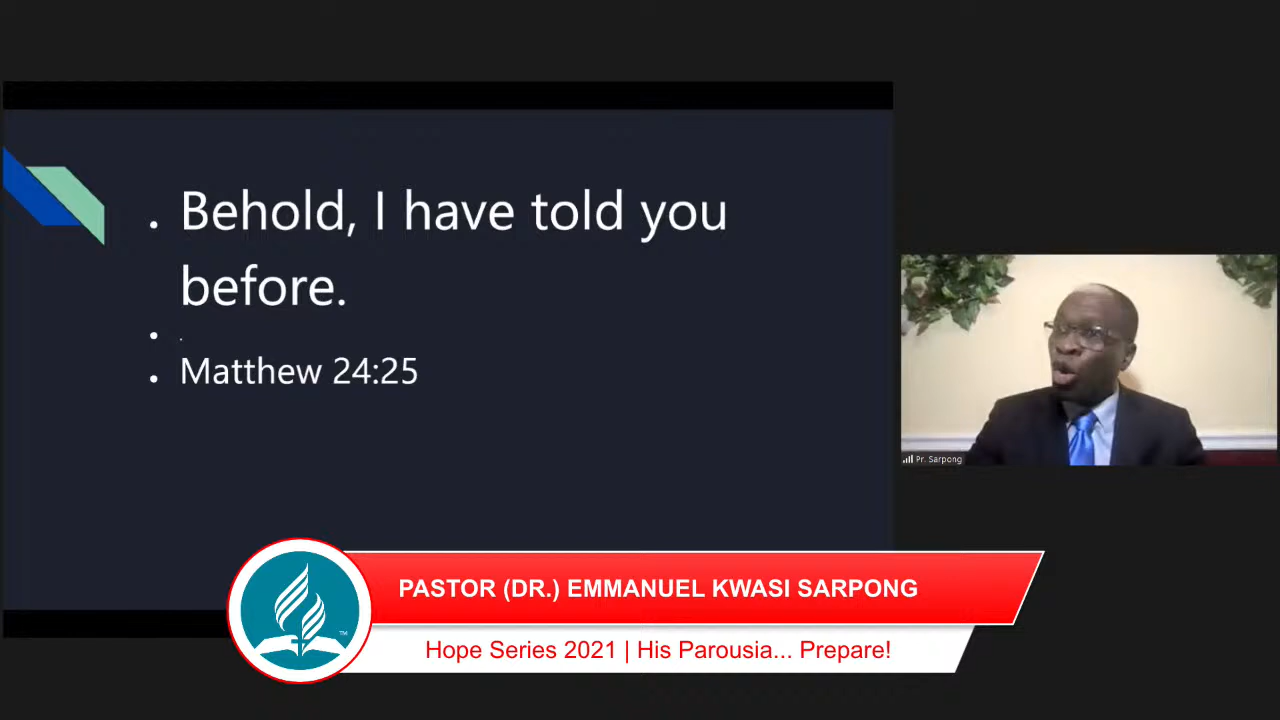 Behold, I have told you
before.
.
Matthew 24:25
Pr. Sarpong
PASTOR (DR.) EMMANUEL KWASI SARPONG
Hope Series 2021 | His Parousia... Prepare!
TM